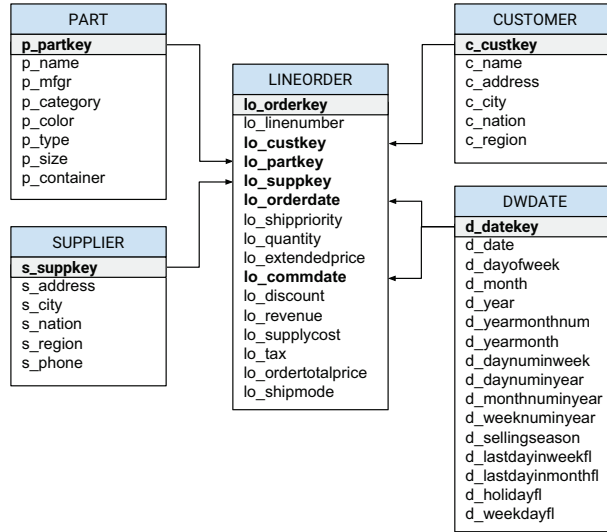 PART
p_partkey
p_name
p_mfgr
p_category
p_color
p_type
p_size
p_container
SUPPLIER
s_suppkey
s_address
s_city
s_nation
s_region
s_phone
LINEORDER
lo_orderkey
lo_linenumber
lo_custkey
lo_partkey
lo_suppkey
lo_orderdate
lo_shippriority
lo_quantity
lo_extendedprice
lo_commdate
lo_discount
lo_revenue
lo_supplycost
lo_tax
lo_ordertotalprice
lo_shipmode
CUSTOMER
c_custkey
c_name
c_address
c_city
c_nation
c_region
DWDATE
d_datekey
d_date
d_dayofweek
d_month
d_year
d_yearmonthnum
d_yearmonth
d_daynuminweek
d_daynuminyear
d_monthnuminyear
d_weeknuminyear
d_sellingseason
d_lastdayinweekfl
d_lastdayinmonthfl
d_holidayfl
d_weekdayfl